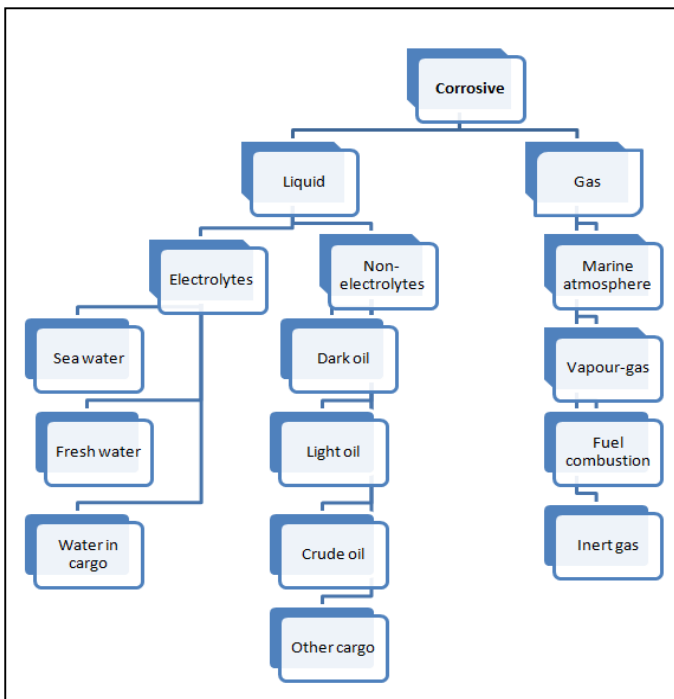 Corrosive
Liquid
Gas
Electrolytes
Non-
electrolytes
Marine
atmosphere
Sea water
Dark oil
Vapour-gas
Fresh water
Light oil
Fuel
combustion
Water in
cargo
Crude oil
Inert gas
Other cargo